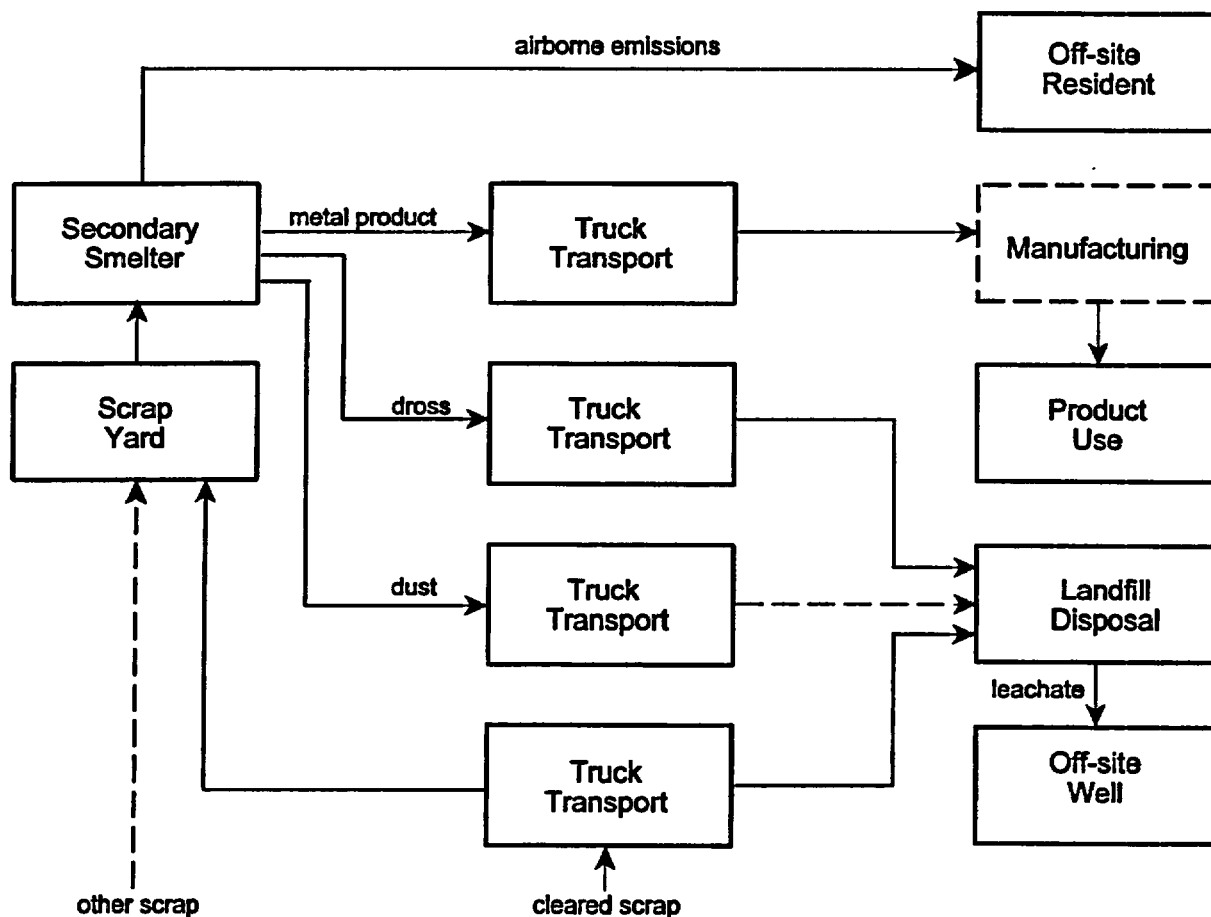 airborne emissions
Off-site
Resident
Secondary
Smelter
metal product
Truck
Transport
Manufacturing
Scrap
Yard
dross
Truck
Transport
Product
Use
dust
Truck
Transport
Landfill
Disposal
leachate
Truck
Transport
Off-site
Well
other scrap
cleared scrap